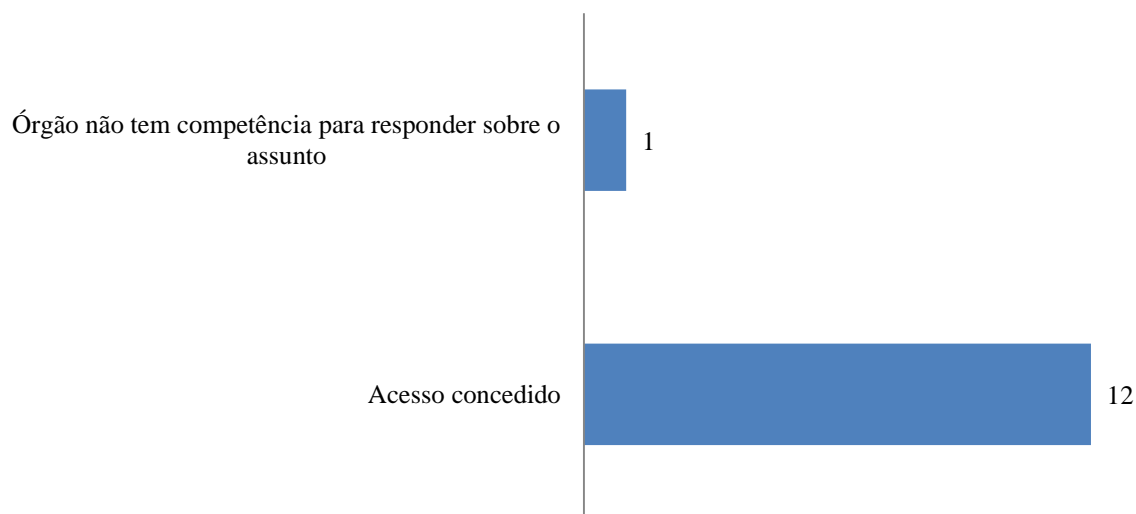 Órgão não tem competência para responder sobre o
assunto
1
Acesso concedido
12